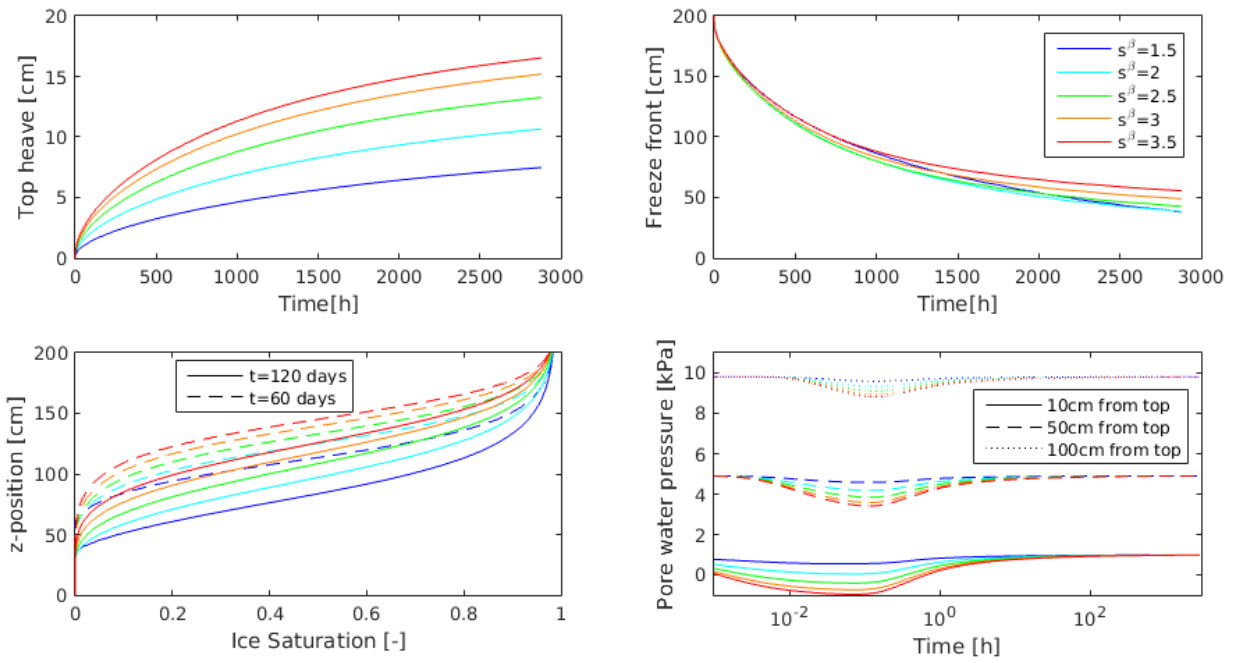 20
15
10
5
0
Top heave [cm]
0 500 1000 1500 2000 2500 3000
Time[h]
200
150
100
50
0
Freeze front [cm]
s^β=1.5
s^β=2
s^β=2.5
s^β=3
s^β=3.5
0 500 1000 1500 2000 2500 3000
Time[h]
200
150
100
50
0
z-position [cm]
t=120 days
t=60 days
0 0.2 0.4 0.6 0.8 1
Ice Saturation [-]
10
8
6
4
2
0
Pore water pressure [kPa]
10cm from top
50cm from top
100cm from top
10^-2 10^0 10^2
Time [h]